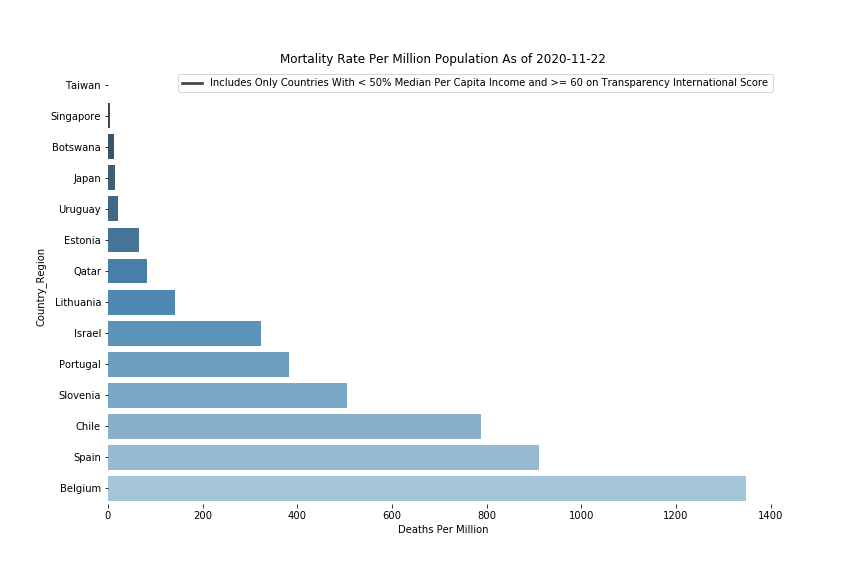 Mortality Rate Per Million Population As of 2020-11-22
Includes Only Countries With < 50% Median Per Capita Income and >= 60 on Transparency International Score
Country_Region
Taiwan
Singapore
Botswana
Japan
Uruguay
Estonia
Qatar
Lithuania
Israel
Portugal
Slovenia
Chile
Spain
Belgium
0 200 400 600 800 1000 1200 1400
Deaths Per Million